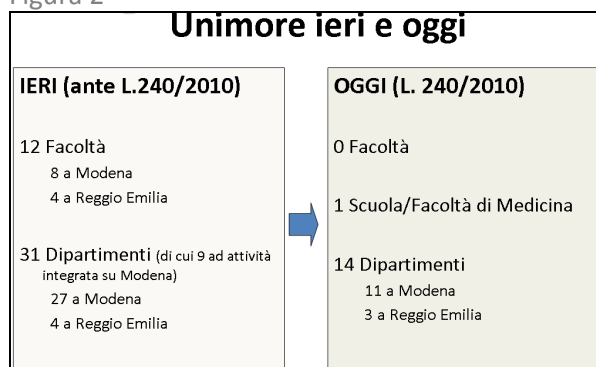 Figura 2
Unimore ieri e oggi
IERI (ante L.240/2010)
12 Facoltà
8 a Modena
4 a Reggio Emilia
31 Dipartimenti (di cui 9 ad attività
integrata su Modena)
27 a Modena
4 a Reggio Emilia
OGGI (L. 240/2010)
0 Facoltà
1 Scuola/Facoltà di Medicina
14 Dipartimenti
11 a Modena
3 a Reggio Emilia